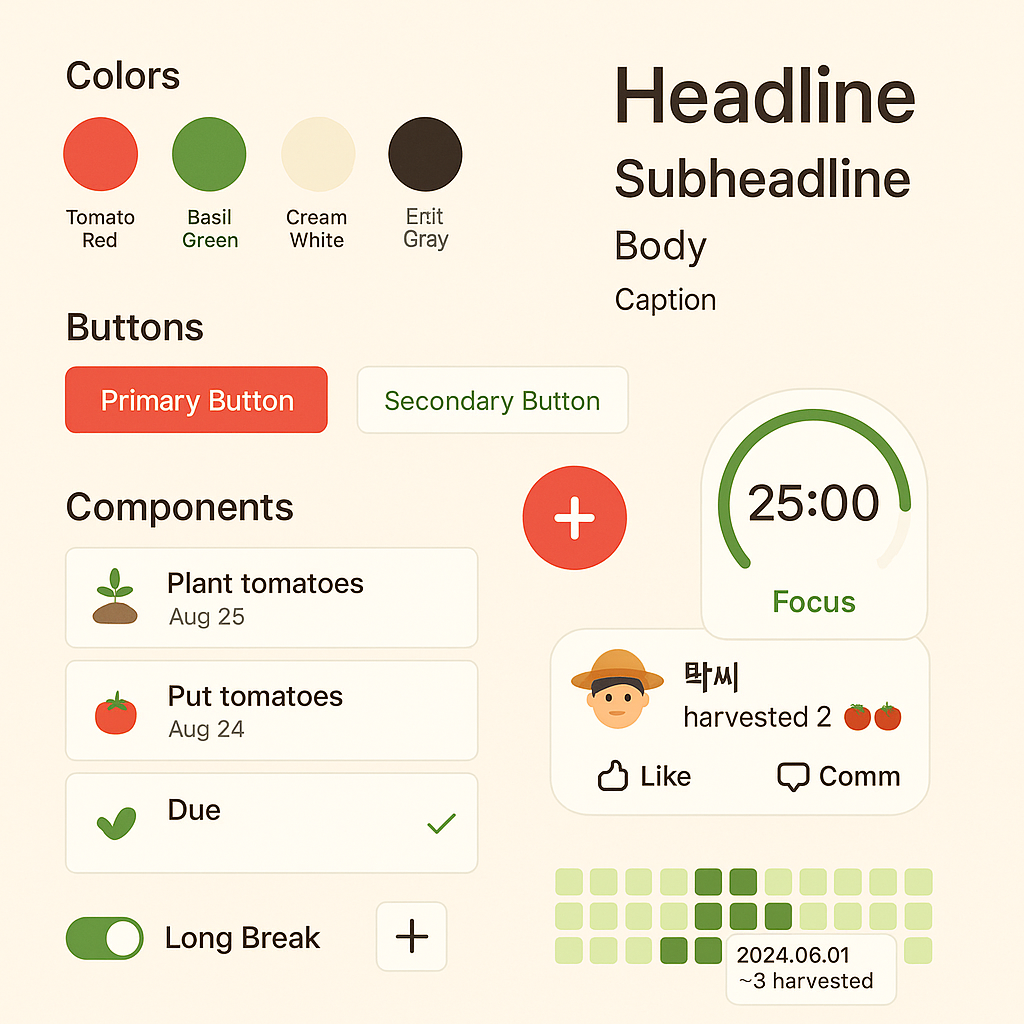 Colors
Tomato
Red
Basil
Green
Cream
White
Gray
Headline
Subheadline
Body
Caption
Buttons
Primary Button
Secondary Button
Components
Plant tomatoes
Aug 25
Put tomatoes
Aug 24
Due
Long Break
25:00
Focus
씨
harvested 2
Like
Comm
2024.06.01
~3 harvested